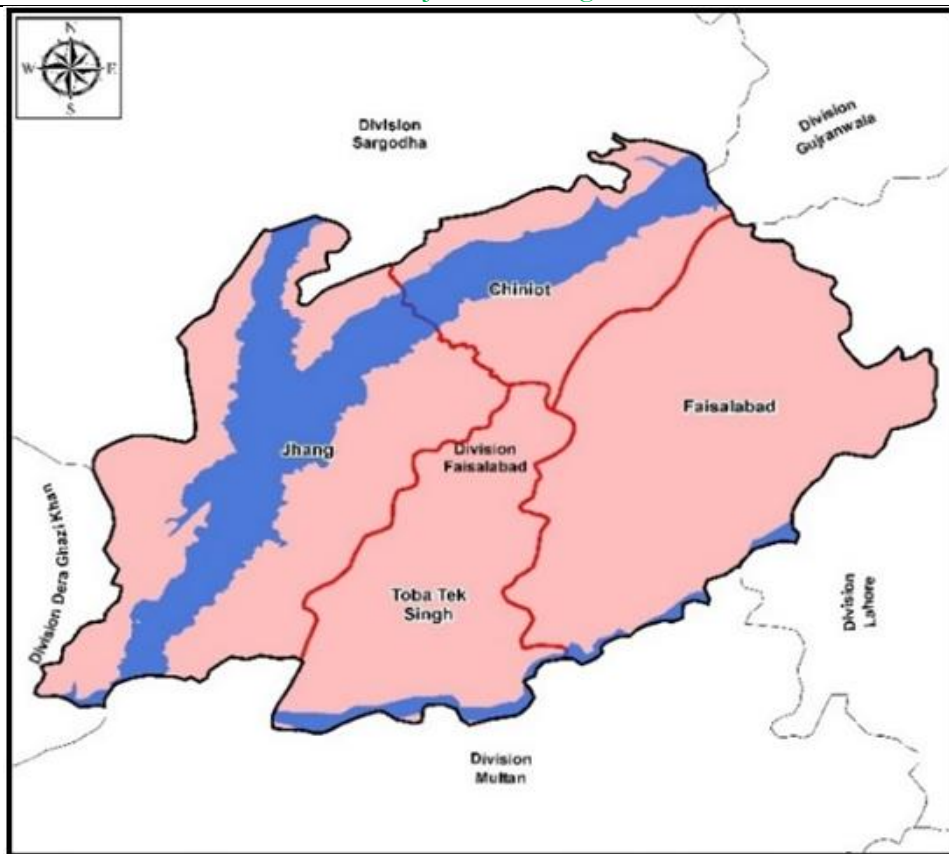 N
W E
S
Division
Sargodha
Division
Gujranwala
Chiniot
Faisalabad
Jhang
Division
Faisalabad
Division Dera Ghazi Khan
Toba Tek
Singh
Division
Lahore
Division
Multan